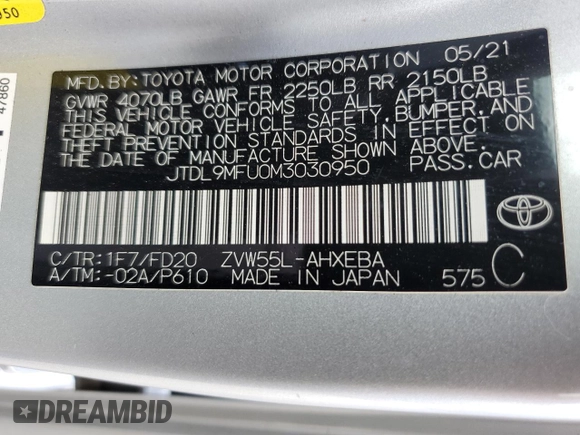 950
47860
MFD. BY: TOYOTA MOTOR CORPORATION 05/21
GVWR 4070LB GAWR FR 2250LB RR 2150LB
THIS VEHICLE CONFORMS TO ALL APPLICABLE
FEDERAL MOTOR VEHICLE SAFETY, BUMPER, AND
THEFT PREVENTION STANDARDS IN EFFECT ON
THE DATE OF MANUFACTURE SHOWN ABOVE.
JTDL9MFU0M3030950 PASS. CAR
C/TR: 1F7/FD20 ZVW55L-AHXEBA
A/TM: -02A/P610 MADE IN JAPAN 575 C
DREAMBID